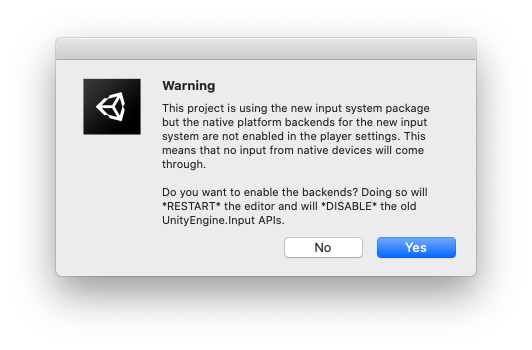 Warning
This project is using the new input system package
but the native platform backends for the new input
system are not enabled in the player settings. This
means that no input from native devices will come
through.
Do you want to enable the backends? Doing so will
*RESTART* the editor and will *DISABLE* the old
UnityEngine.Input APIs.
No
Yes